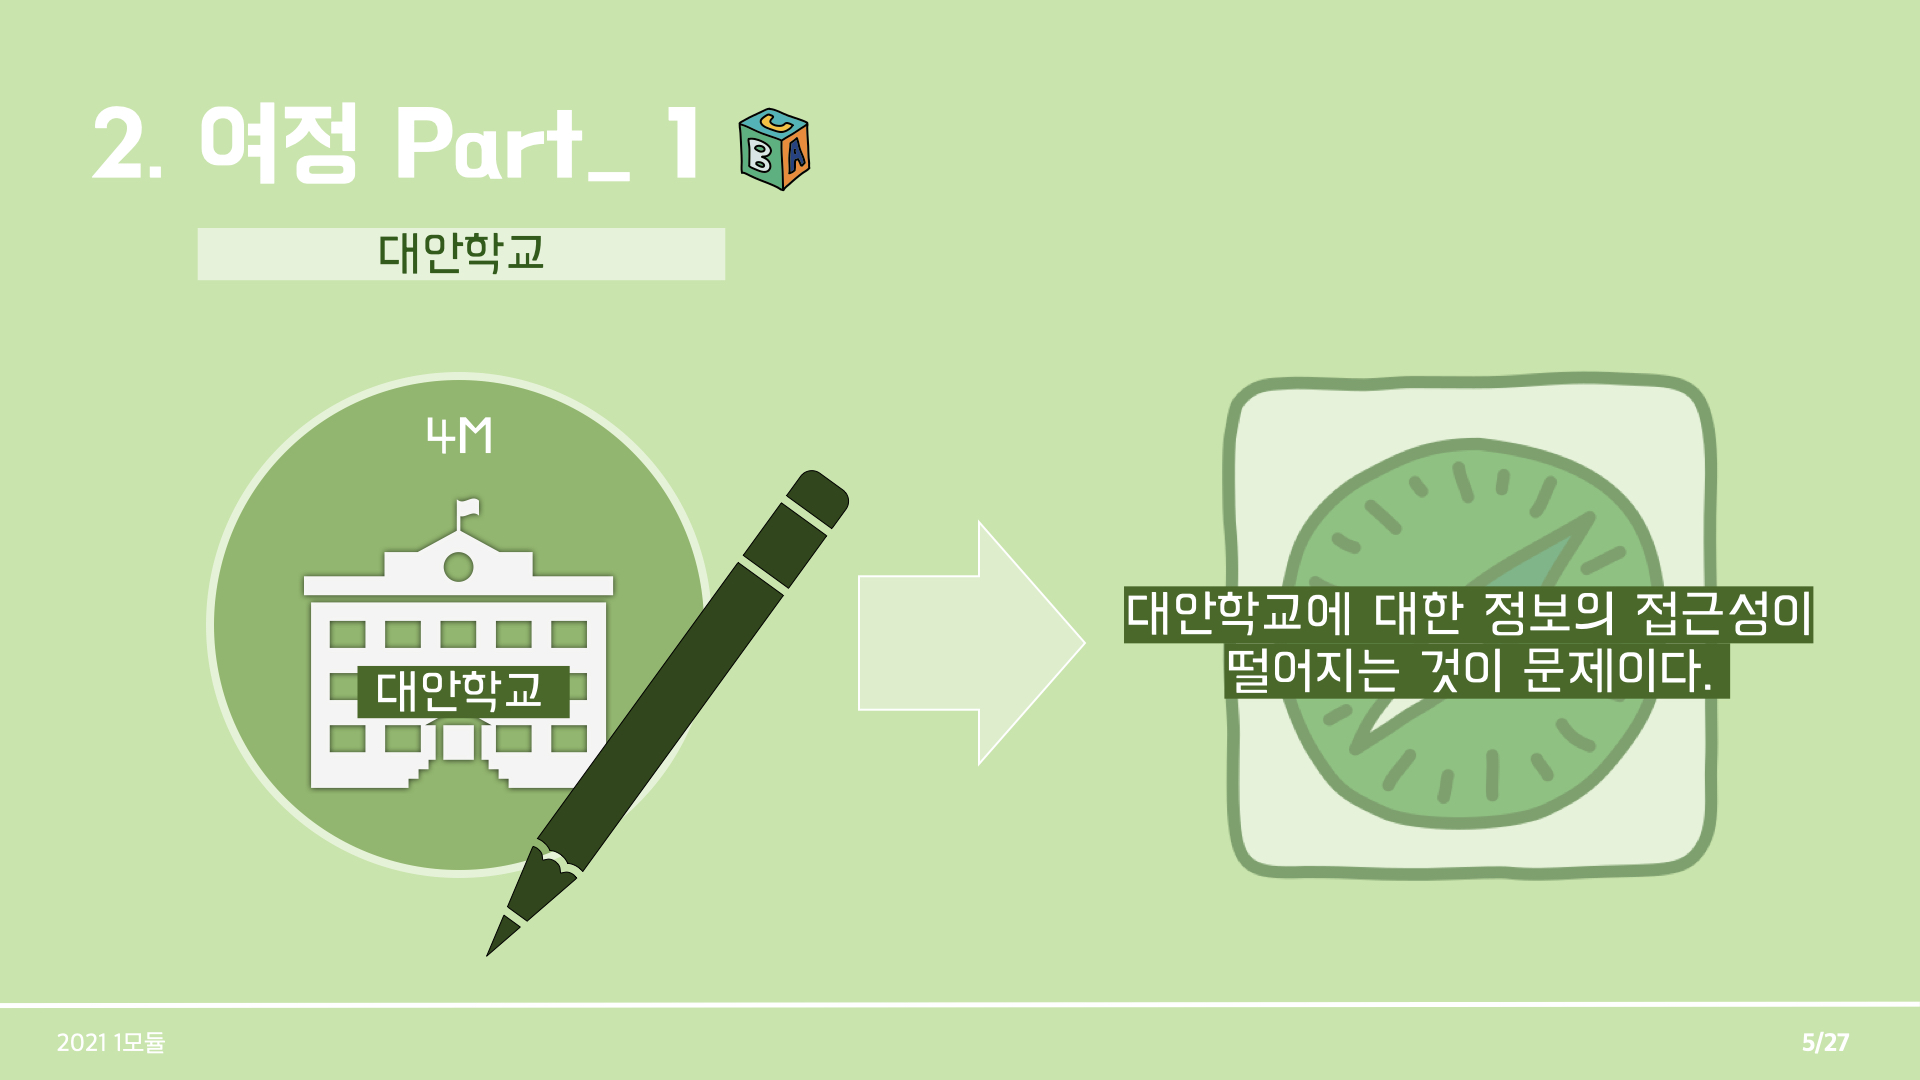 2. 여정 Part_ 1
C
B
A
대안학교
4M
대안학교
대안학교에 대한 정보의 접근성이
떨어지는 것이 문제이다.
2021 1모듈
5/27